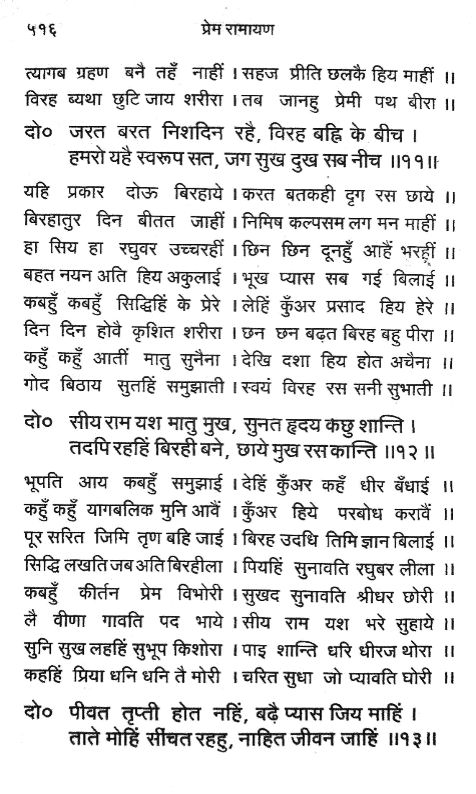 ५१६ प्रेम रामायण
त्यागब ग्रहण बनै तहँ नाहीं । सहज प्रीति छलकै हिय माहीं ॥
विरह ब्यथा छुटि जाय शरीरा । तब जानहु प्रेमी पथ बीरा ॥
दो० जरत बरत निशदिन रहै, विरह बह्नि के बीच ।
हमरो यहै स्वरूप सत, जग सुख दुख सब नीच ॥११॥
यहि प्रकार दोऊ बिरहाये । करत बतकही दृग रस छाये ॥
बिरहातुर दिन बीतत जाहीं । निमिष कल्पसम लग मन माहीं ॥
हा सिय हा रघुवर उच्चरहीं । छिन छिन दूनहुँ आहैं भरहीं ॥
बहत नयन अति हिय अकुलाई । भूख प्यास सब गई बिलाई ॥
कबहुँ कबहुँ सिद्धिहिं के प्रेरे । लेहिं कुँअर प्रसाद हिय हेरे ॥
दिन दिन होवै कृशित शरीरा । छन छन बढ़त बिरह बहु पीरा ॥
कहुँ कहुँ आतीं मातु सुनैना । देखि दशा हिय होत अचैना ॥
गोद बिठाय सुतहिं समुझाती । स्वयं विरह रस सनी सुभाती ॥
दो० सीय राम यश मातु मुख, सुनत हृदय कछु शान्ति ।
तदपि रहहिं बिरही बने, छाये मुख रस कान्ति ॥१२॥
भूपति आय कबहुँ समुझाई । देहिं कुँअर कहँ धीर बँधाई ॥
कहुँ कहुँ यागबलिक मुनि आवैं । कुँअर हिये परबोध करावैं ॥
पूर सरित जिमि तृण बहि जाई । बिरह उदधि तिमि ज्ञान बिलाई ॥
सिद्धि लखति जब अति बिरहीला । पियहिं सुनावति रघुबर लीला ॥
कबहुँ कीर्तन प्रेम विभोरी । सुखद सुनावति श्रीधर छोरी ॥
लै वीणा गावति पद भाये । सीय राम यश भरे सुहाये ॥
सुनि सुख लहहिं सुभूप किशोरा । पाइ शान्ति धरि धीरज थोरा ॥
कहहिं प्रिया धनि धनि तै मोरी । चरित सुधा जो प्यावति घोरी ॥
दो० पीवत तृप्ती होत नहिं, बढ़ै प्यास जिय माहिं ।
ताते मोहिं सींचत रहहु, नाहित जीवन जाहिं ॥१३॥